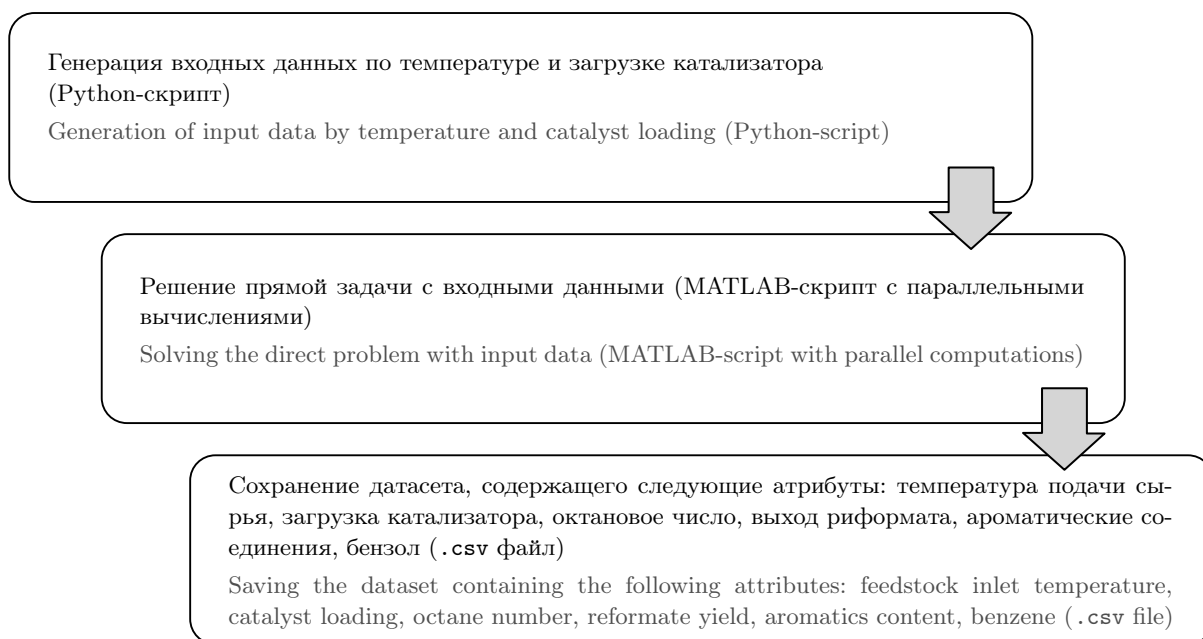 Генерация входных данных по температуре и загрузке катализатора
(Python-скрипт)
Generation of input data by temperature and catalyst loading (Python-script)
Решение прямой задачи с входными данными (MATLAB-скрипт с параллельными
вычислениями)
Solving the direct problem with input data (MATLAB-script with parallel computations)
Сохранение датасета, содержащего следующие атрибуты: температура подачи сы-
рья, загрузка катализатора, октановое число, выход риформата, ароматические со-
единения, бензол (.csv файл)
Saving the dataset containing the following attributes: feedstock inlet temperature,
catalyst loading, octane number, reformate yield, aromatics content, benzene (.csv file)